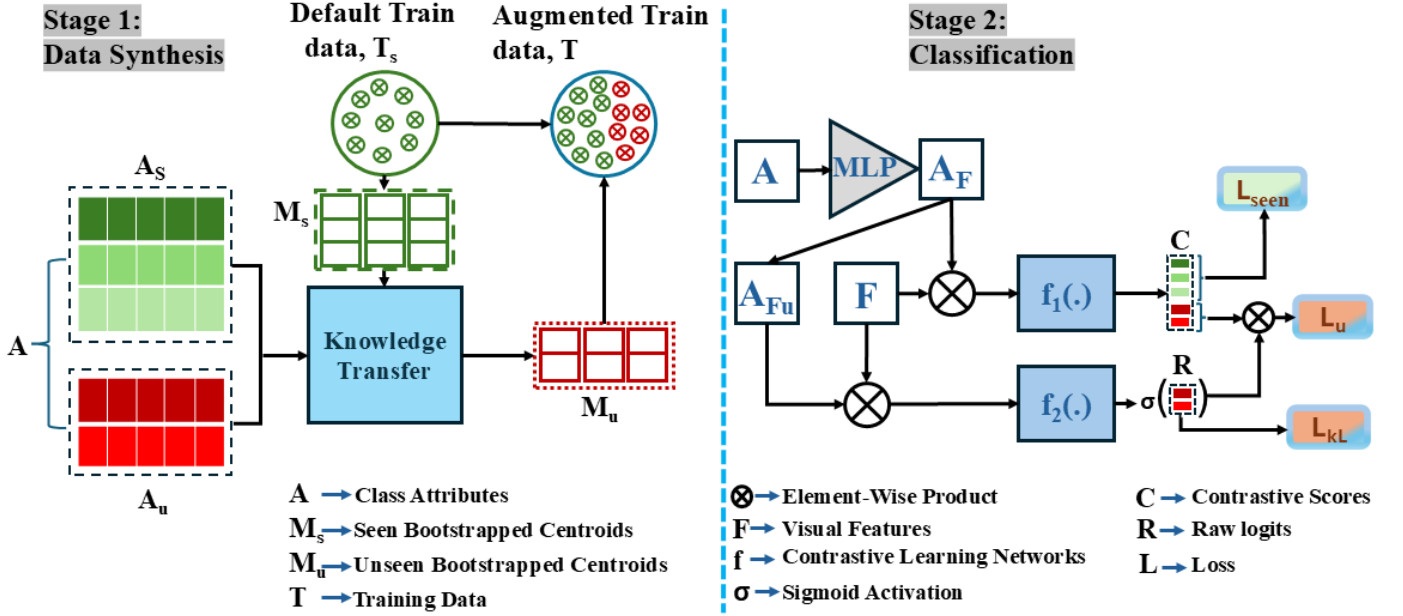 Stage 1:
Data Synthesis
Default Train
data, Ts
Augmented Train
data, T
As
Ms
A
Knowledge
Transfer
Mu
Au
A → Class Attributes
Ms → Seen Bootstrapped Centroids
Mu → Unseen Bootstrapped Centroids
T → Training Data
Stage 2:
Classification
A
MLP
AF
Lseen
C
AFu
F
f1(.)
Lu
R
f2(.)
σ( )
LkL
⊗ → Element-Wise Product
F → Visual Features
f → Contrastive Learning Networks
σ → Sigmoid Activation
C → Contrastive Scores
R → Raw logits
L → Loss